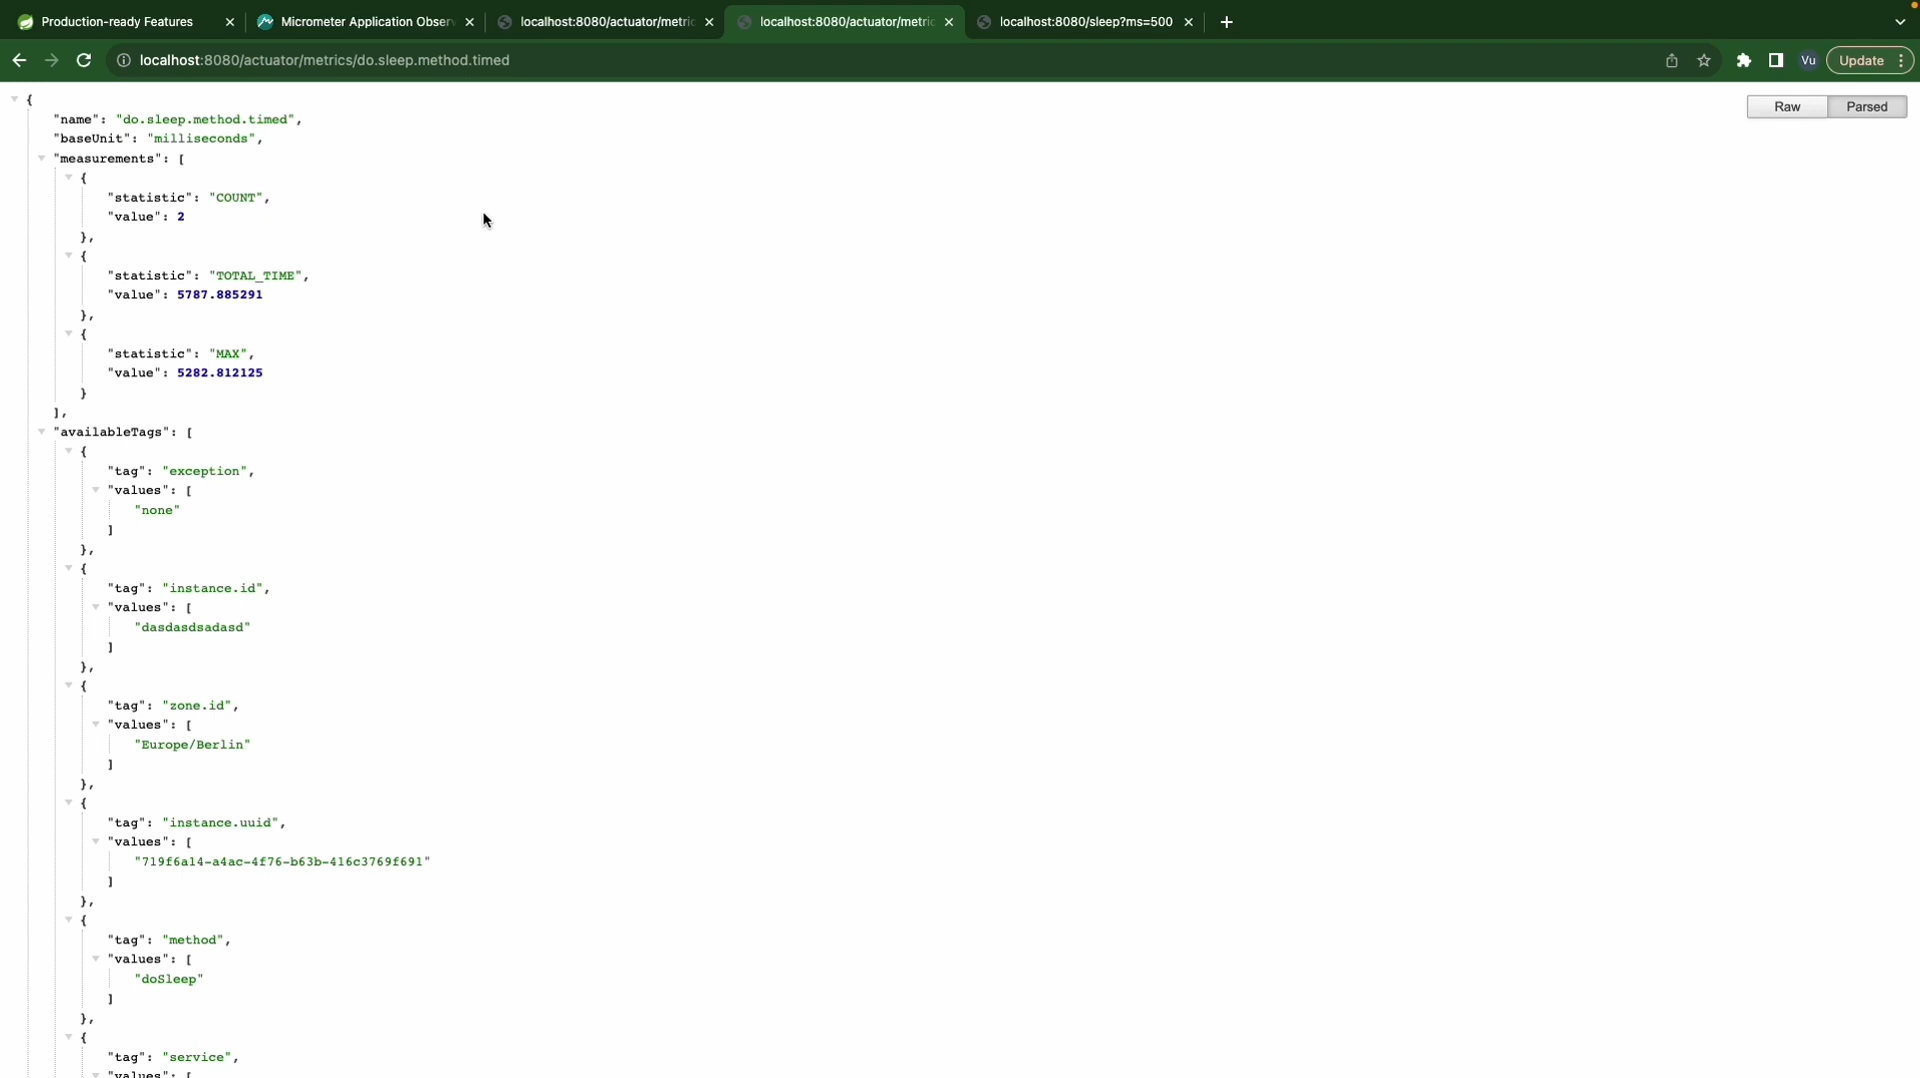 Production-ready Features
Micrometer Application Observ
localhost:8080/actuator/metric
localhost:8080/actuator/metric
localhost:8080/sleep?ms=500
localhost:8080/actuator/metrics/do.sleep.method.timed
Vu
Update
Raw
Parsed
{
"name": "do.sleep.method.timed",
"baseUnit": "milliseconds",
"measurements": [
{
"statistic": "COUNT",
"value": 2
},
{
"statistic": "TOTAL_TIME",
"value": 5787.885291
},
{
"statistic": "MAX",
"value": 5282.812125
}
],
"availableTags": [
{
"tag": "exception",
"values": [
"none"
]
},
{
"tag": "instance.id",
"values": [
"dasdasdsadasd"
]
},
{
"tag": "zone.id",
"values": [
"Europe/Berlin"
]
},
{
"tag": "instance.uuid",
"values": [
"719f6a14-a4ac-4f76-b63b-416c3769f691"
]
},
{
"tag": "method",
"values": [
"doSleep"
]
},
{
"tag": "service",
"values": [